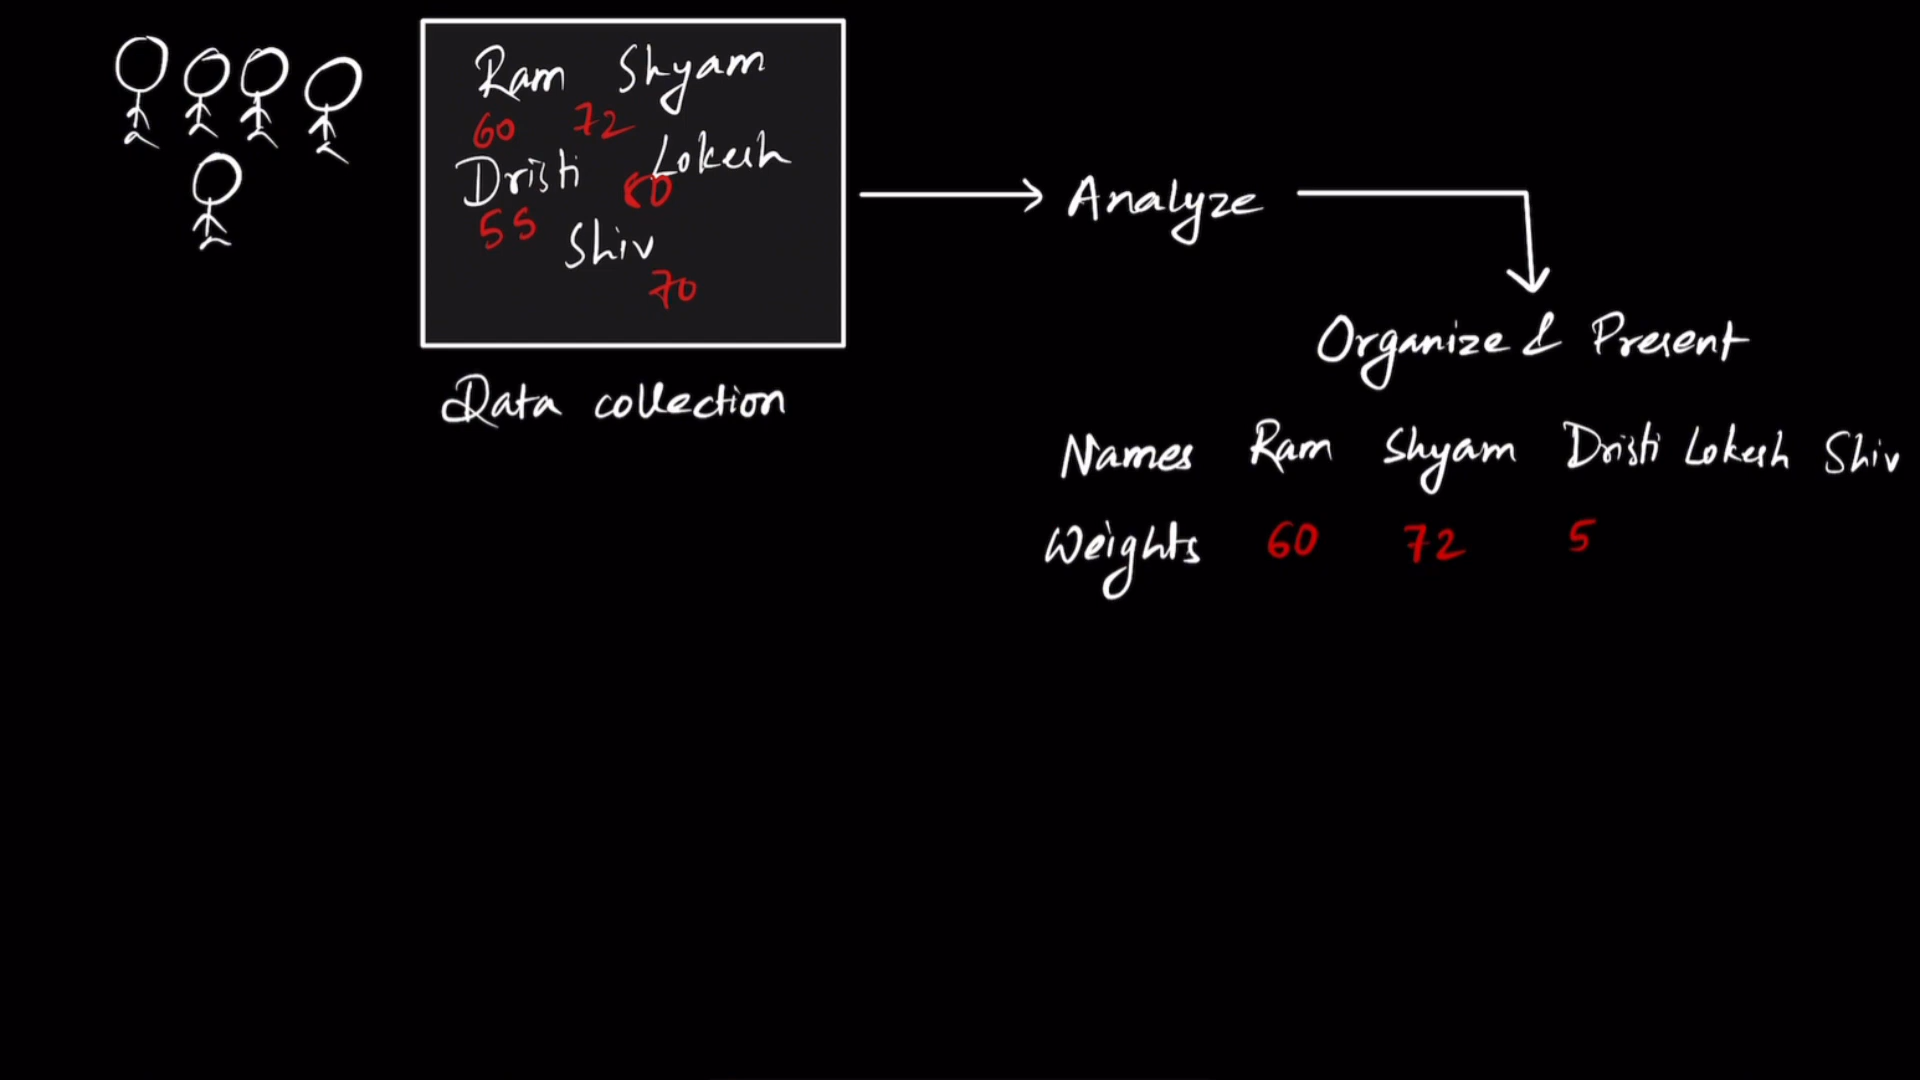 Ram Shyam
60 72
Dristi Lokesh
80
55
Shiv
70
Data collection
Analyze
Organize & Present
Names Ram Shyam Dristi Lokesh Shiv
Weights 60 72 5